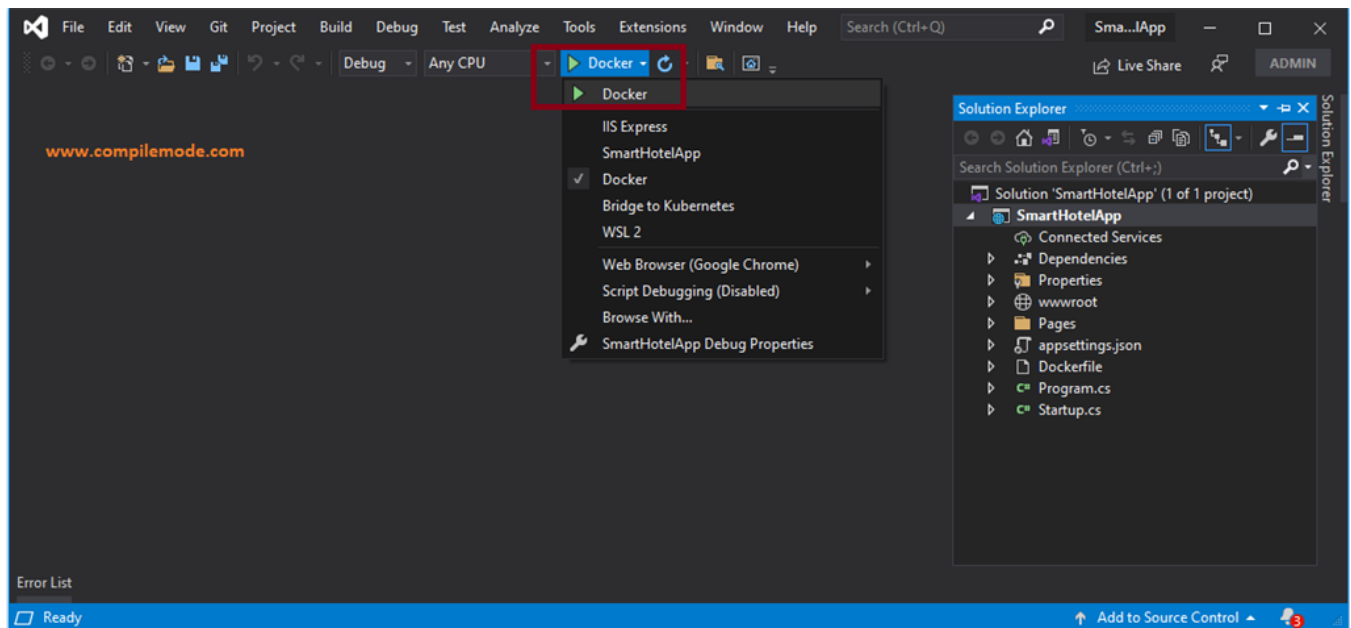 File Edit View Git Project Build Debug Test Analyze Tools Extensions Window Help Search (Ctrl+Q) Sma...lApp
Debug Any CPU Docker Live Share ADMIN
Docker
IIS Express
SmartHotelApp
Docker
Bridge to Kubernetes
WSL 2
Web Browser (Google Chrome)
Script Debugging (Disabled)
Browse With...
SmartHotelApp Debug Properties
www.compilemode.com
Solution Explorer
Search Solution Explorer (Ctrl+;)
Solution 'SmartHotelApp' (1 of 1 project)
SmartHotelApp
Connected Services
Dependencies
Properties
wwwroot
Pages
appsettings.json
Dockerfile
C# Program.cs
C# Startup.cs
Solution Explorer
Error List
Ready Add to Source Control 3